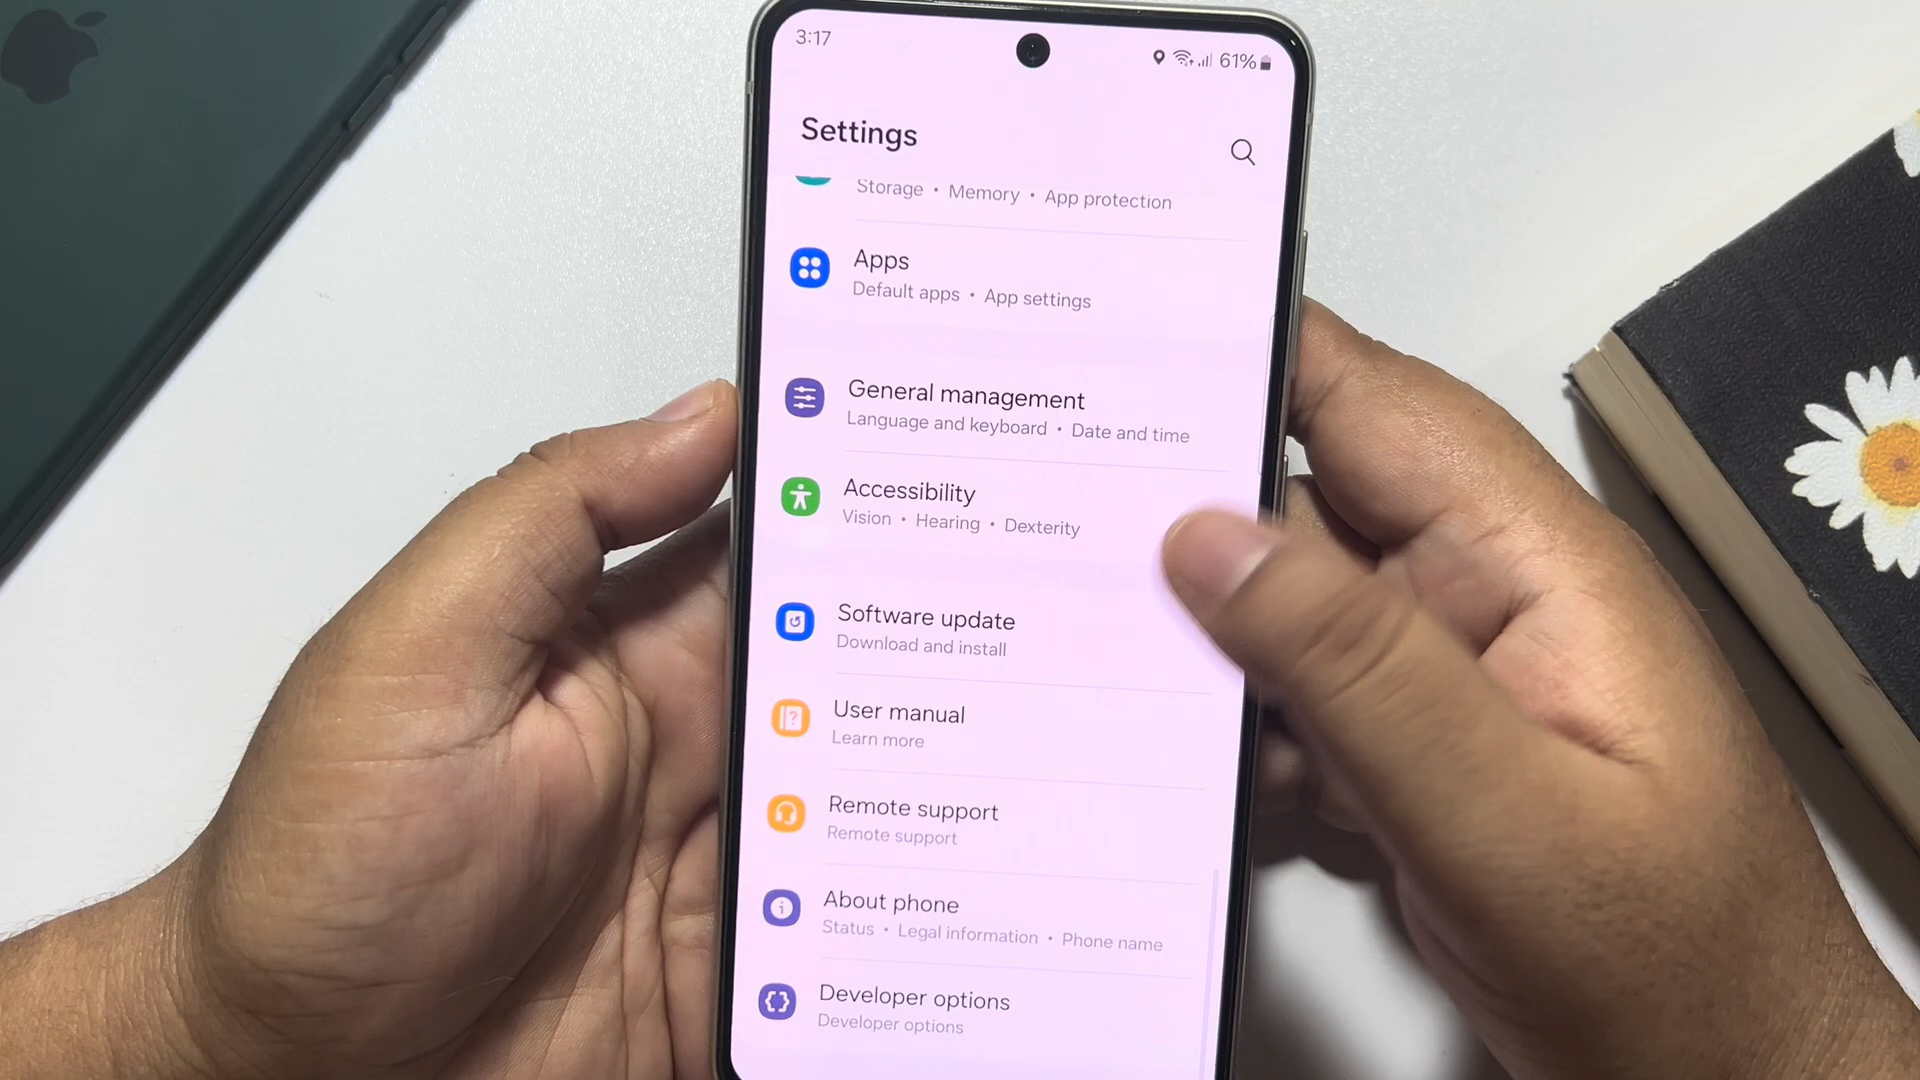 3:17
61%
Settings
Storage • Memory • App protection
Apps
Default apps • App settings
General management
Language and keyboard • Date and time
Accessibility
Vision • Hearing • Dexterity
Software update
Download and install
User manual
Learn more
Remote support
Remote support
About phone
Status • Legal information • Phone name
Developer options
Developer options